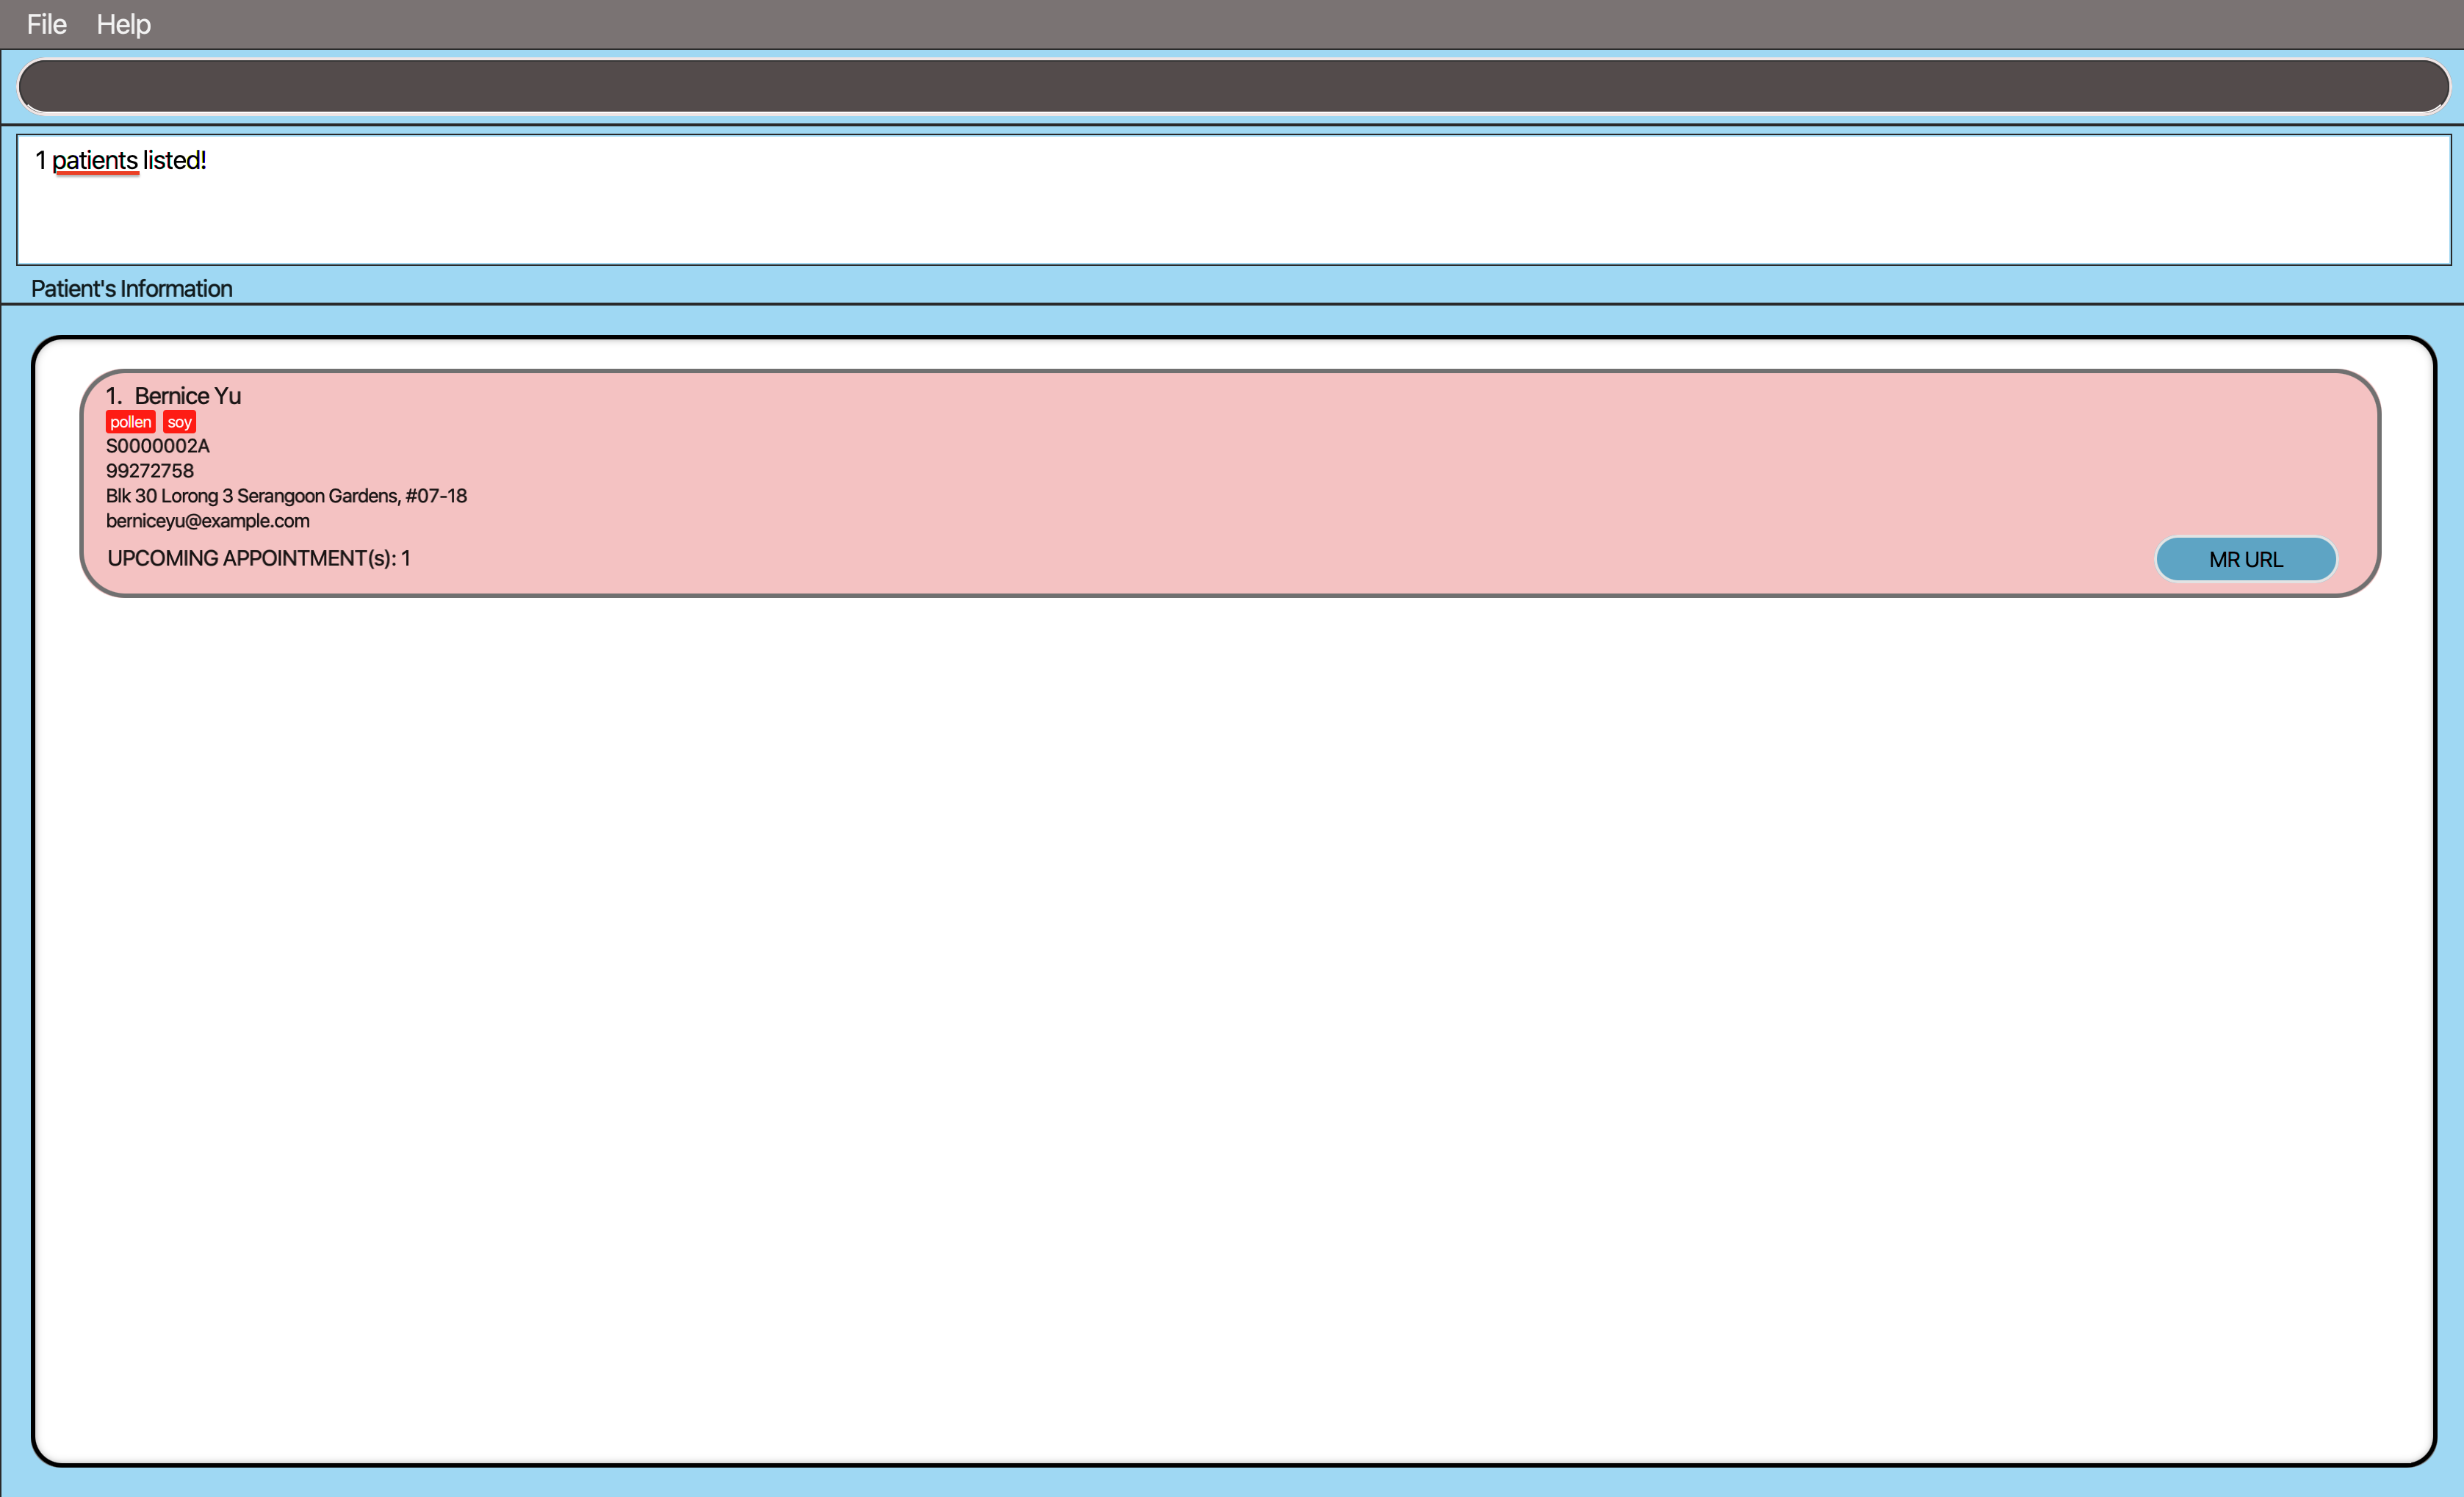 File Help
1 patients listed!
Patient's Information
1. Bernice Yu
pollen soy
S0000002A
99272758
Blk 30 Lorong 3 Serangoon Gardens, #07-18
berniceyu@example.com
UPCOMING APPOINTMENT(s): 1
MR URL